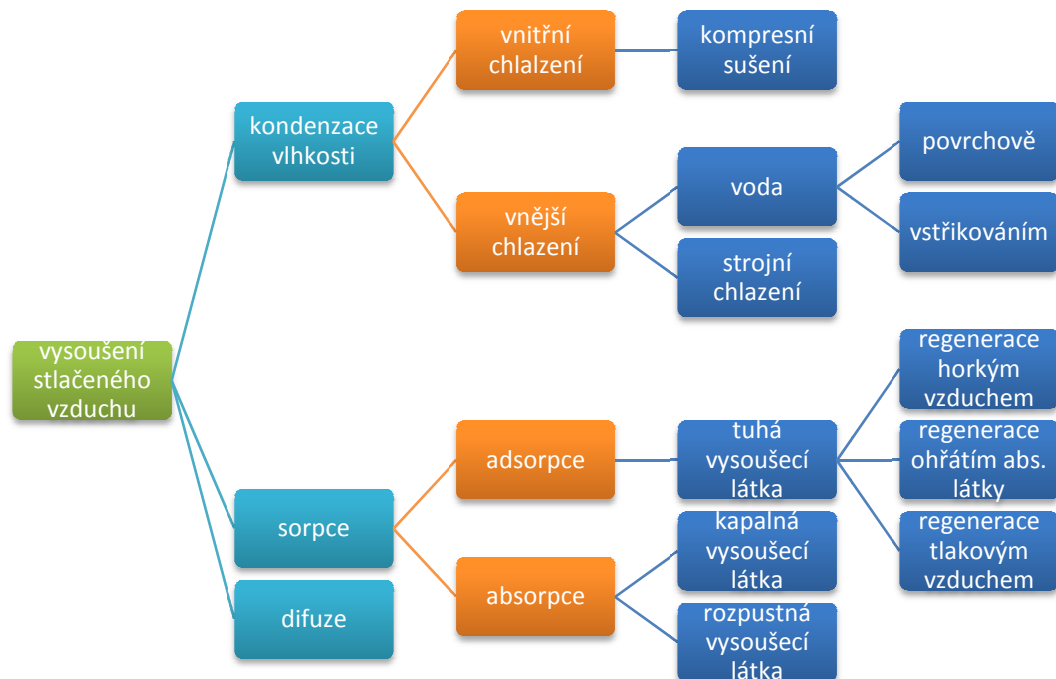 vysoušení
stlačeného
vzduchu
kondenzace
vlhkosti
vnitřní
chlalzení
kompresní
sušení
vnější
chlazení
voda
povrchově
vstřikováním
strojní
chlazení
sorpce
adsorpce
tuhá
vysoušecí
látka
regenerace
horkým
vzduchem
regenerace
ohřátím abs.
látky
regenerace
tlakovým
vzduchem
absorpce
kapalná
vysoušecí
látka
rozpustná
vysoušecí
látka
difuze